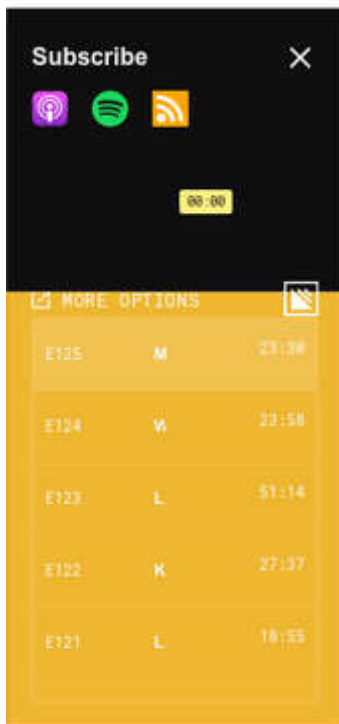 Subscribe
00:00
MORE OPTIONS
E125 M 23:30
E124 W 23:58
E123 L 51:14
E122 K 27:37
E121 L 18:55